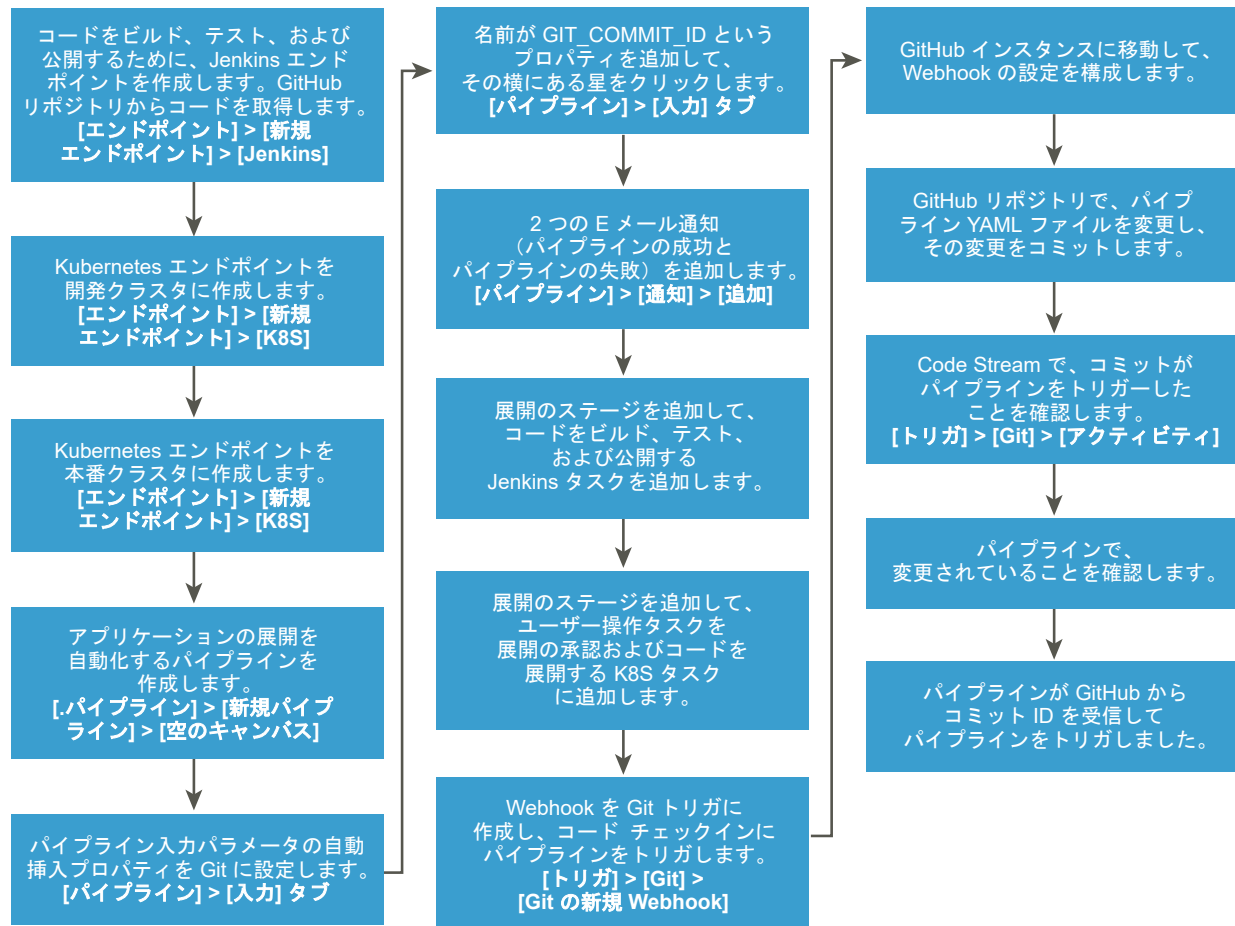 コードをビルド、テスト、および
公開するために、Jenkins エンド
ポイントを作成します。GitHub
リポジトリからコードを取得します。
[エンドポイント] > [新規
エンドポイント] > [Jenkins]
Kubernetes エンドポイントを
開発クラスタに作成します。
[エンドポイント] > [新規
エンドポイント] > [K8S]
Kubernetes エンドポイントを
本番クラスタに作成します。
[エンドポイント] > [新規
エンドポイント] > [K8S]
アプリケーションの展開を
自動化するパイプラインを
作成します。
[.パイプライン] > [新規パイプ
ライン] > [空のキャンバス]
パイプライン入力パラメータの自動
挿入プロパティを Git に設定します。
[パイプライン] > [入力] タブ
名前が GIT_COMMIT_ID という
プロパティを追加して、
その横にある星をクリックします。
[パイプライン] > [入力] タブ
2 つの E メール通知
（パイプラインの成功と
パイプラインの失敗）を追加します。
[パイプライン] > [通知] > [追加]
展開のステージを追加して、
コードをビルド、テスト、
および公開する
Jenkins タスクを追加します。
展開のステージを追加して、
ユーザー操作タスクを
展開の承認およびコードを
展開する K8S タスク
に追加します。
Webhook を Git トリガに
作成し、コード チェックインに
パイプラインをトリガします。
[トリガ] > [Git] >
[Git の新規 Webhook]
GitHub インスタンスに移動して、
Webhook の設定を構成します。
GitHub リポジトリで、パイプ
ライン YAML ファイルを変更し、
その変更をコミットします。
Code Stream で、コミットが
パイプラインをトリガーした
ことを確認します。
[トリガ] > [Git] > [アクティビティ]
パイプラインで、
変更されていることを確認します。
パイプラインが GitHub から
コミット ID を受信して
パイプラインをトリガしました。